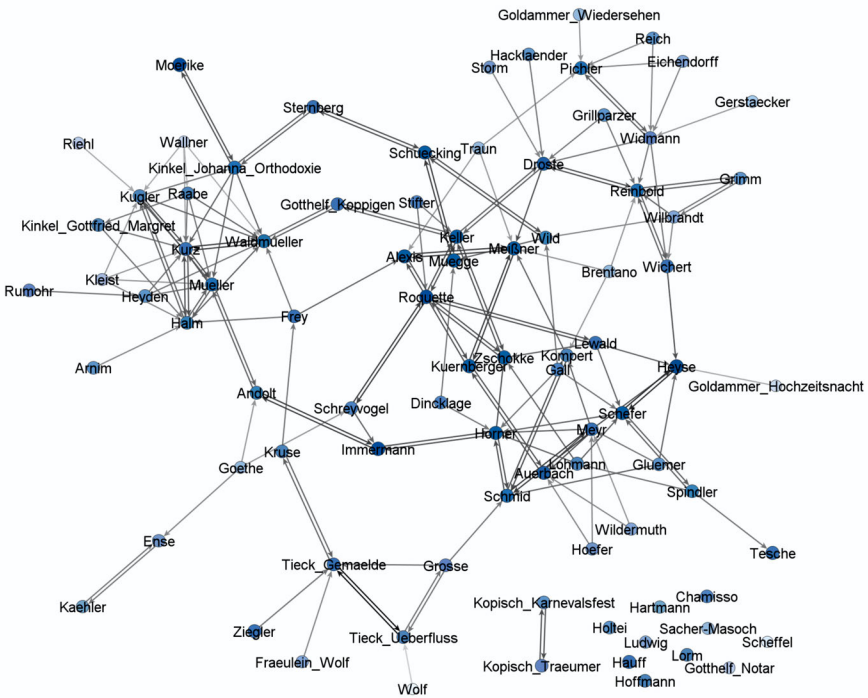 Goldammer_Wiedersehen
Reich
Hacklaender
Eichendorff
Moerike
Storm
Pichler
Gerstaecker
Sternberg
Grillparzer
Widmann
Riehl
Wallner
Schuecking
Traun
Kinkel_Johanna_Orthodoxie
Droste
Grimm
Kugler
Raabe
Reinbold
Gotthelf_Koppigen
Stifter
Wilbrandt
Kinkel_Gottfried_Margret
Waldmueller
Keller
Wild
Kurz
Meißner
Alexis
Muegge
Wichert
Brentano
Kleist
Mueller
Rumohr
Heyden
Roquette
Halm
Frey
Lewald
Zschokke
Kompert
Arnim
Kuernberger
Gall
Heyse
Goldammer_Hochzeitsnacht
Andolt
Schreyvogel
Dincklage
Schefer
Horner
Meyr
Immermann
Kruse
Goethe
Lohmann
Gluemer
Auerbach
Schmid
Spindler
Wildermuth
Ense
Hoefer
Tesche
Tieck_Gemaelde
Grosse
Kaehler
Kopisch_Karnevalsfest
Chamisso
Hartmann
Ziegler
Tieck_Ueberfluss
Holtei
Sacher-Masoch
Ludwig
Scheffel
Fraeulein_Wolf
Kopisch_Traeumer
Hauff
Lorm
Gotthelf_Notar
Hoffmann
Wolf